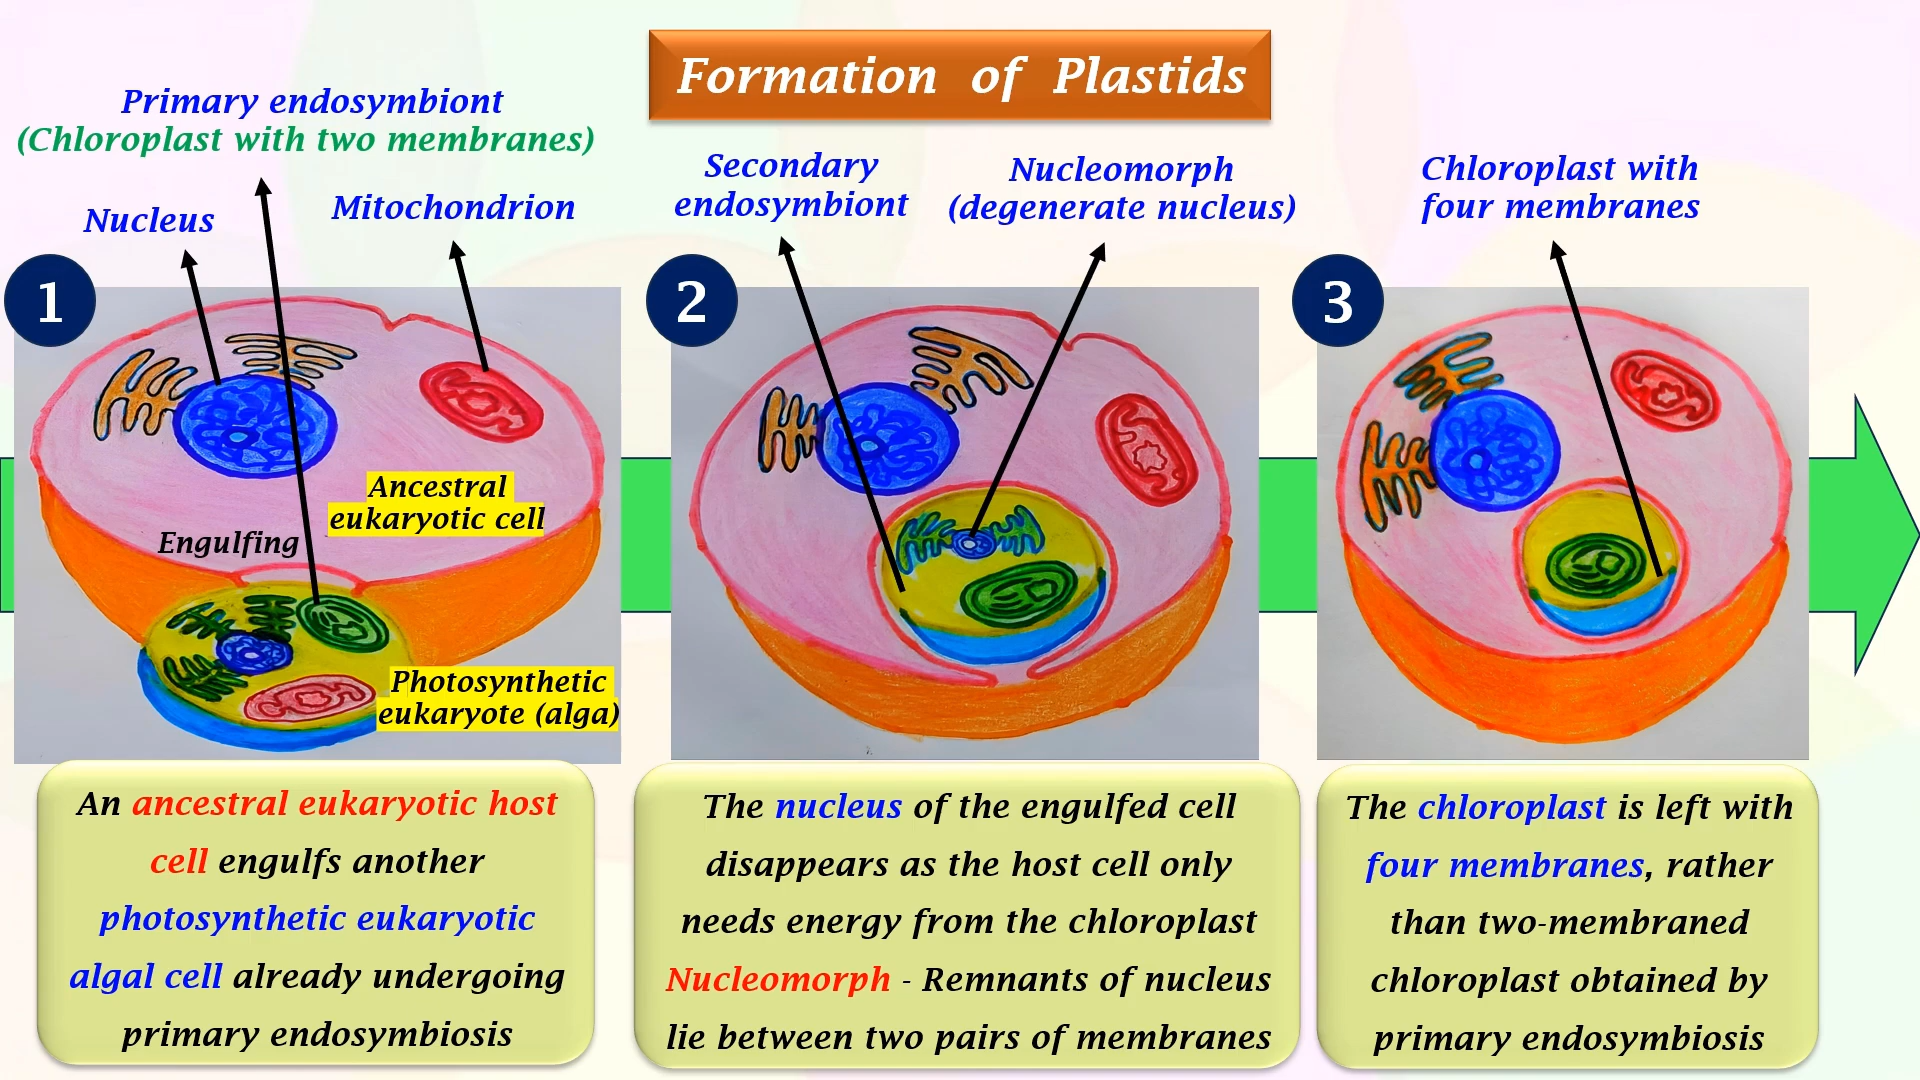 Formation of Plastids
Primary endosymbiont
(Chloroplast with two membranes)
Nucleus
Mitochondrion
1
Ancestral
eukaryotic cell
Engulfing
Photosynthetic
eukaryote (alga)
An ancestral eukaryotic host
cell engulfs another
photosynthetic eukaryotic
algal cell already undergoing
primary endosymbiosis
Secondary
endosymbiont
Nucleomorph
(degenerate nucleus)
2
The nucleus of the engulfed cell
disappears as the host cell only
needs energy from the chloroplast
Nucleomorph - Remnants of nucleus
lie between two pairs of membranes
Chloroplast with
four membranes
3
The chloroplast is left with
four membranes, rather
than two-membraned
chloroplast obtained by
primary endosymbiosis